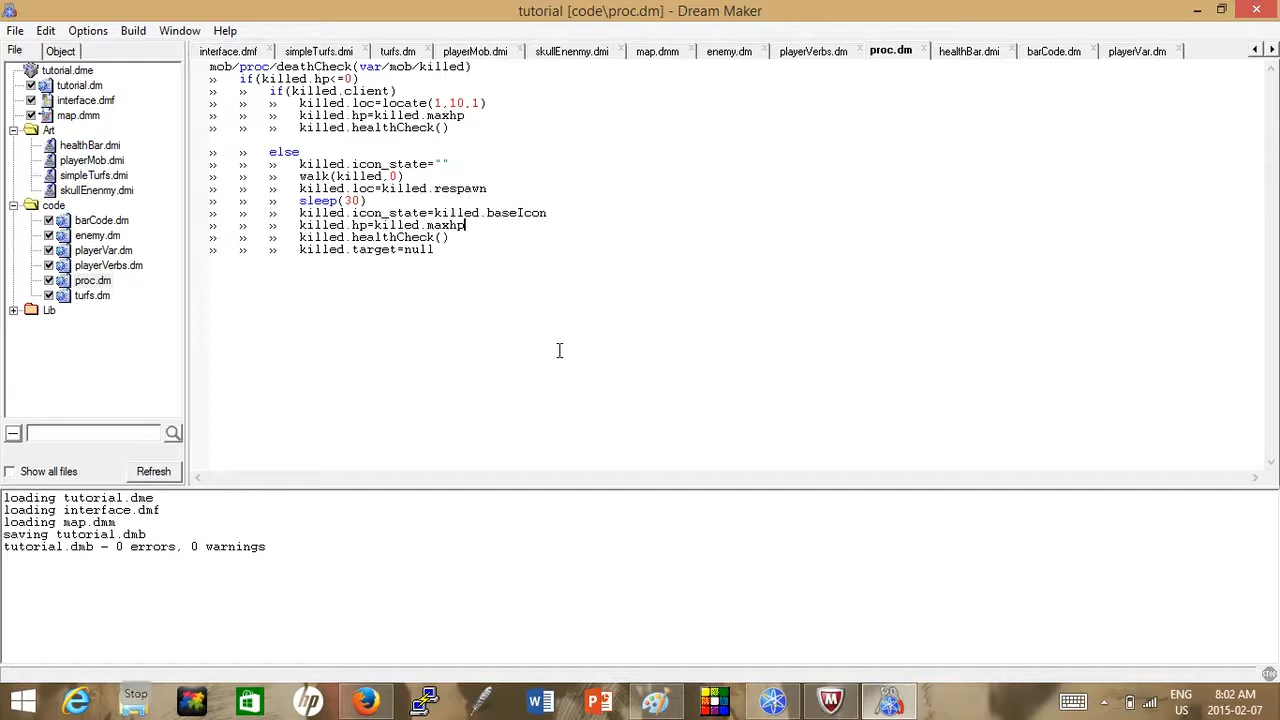 tutorial [code\proc.dm] - Dream Maker
File Edit Options Build Window Help
File Object
interface.dmf simpleTurfs.dmi turfs.dm playerMob.dmi skullEnenmy.dmi map.dmm enemy.dm playerVerbs.dm proc.dm healthBar.dmi barCode.dm playerVar.dm
tutorial.dme
tutorial.dm
interface.dmf
map.dmm
Art
healthBar.dmi
playerMob.dmi
simpleTurfs.dmi
skullEnenmy.dmi
code
barCode.dm
enemy.dm
playerVar.dm
playerVerbs.dm
proc.dm
turfs.dm
Lib
Show all files Refresh
mob/proc/deathCheck(var/mob/killed)
» if(killed.hp<=0)
» » if(killed.client)
» » » killed.loc=locate(1,10,1)
» » » killed.hp=killed.maxhp
» » » killed.healthCheck()
» » else
» » » killed.icon_state=""
» » » walk(killed,0)
» » » killed.loc=killed.respawn
» » » sleep(30)
» » » killed.icon_state=killed.baseIcon
» » » killed.hp=killed.maxhp
» » » killed.healthCheck()
» » » killed.target=null
loading tutorial.dme
loading interface.dmf
loading map.dmm
saving tutorial.dmb
tutorial.dmb - 0 errors, 0 warnings
Stop
hp
ENG
US
8:02 AM
2015-02-07